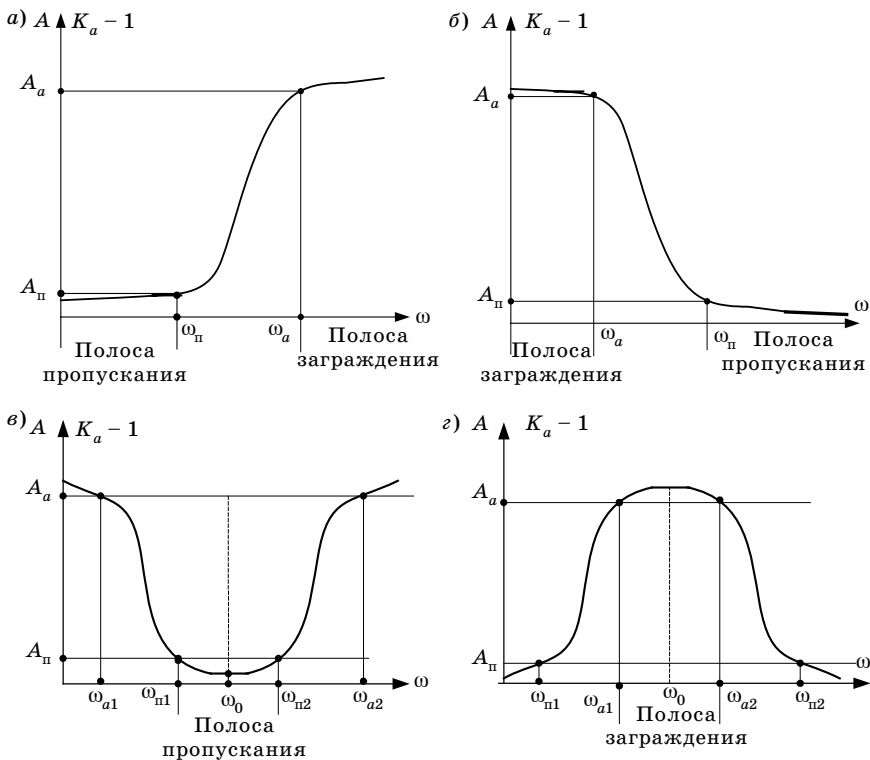 а) A K_a – 1
A_a
A_п
ω_п ω_a ω
Полоса
пропускания
Полоса
заграждения
б) A K_a – 1
A_a
A_п
ω
ω_a ω_п
Полоса
заграждения
Полоса
пропускания
в) A K_a – 1
A_a
A_п
ω_a1 ω_п1 ω_0 ω_п2 ω_a2 ω
Полоса
пропускания
г) A K_a – 1
A_a
A_п
ω
ω_п1 ω_a1 ω_0 ω_a2 ω_п2
Полоса
заграждения